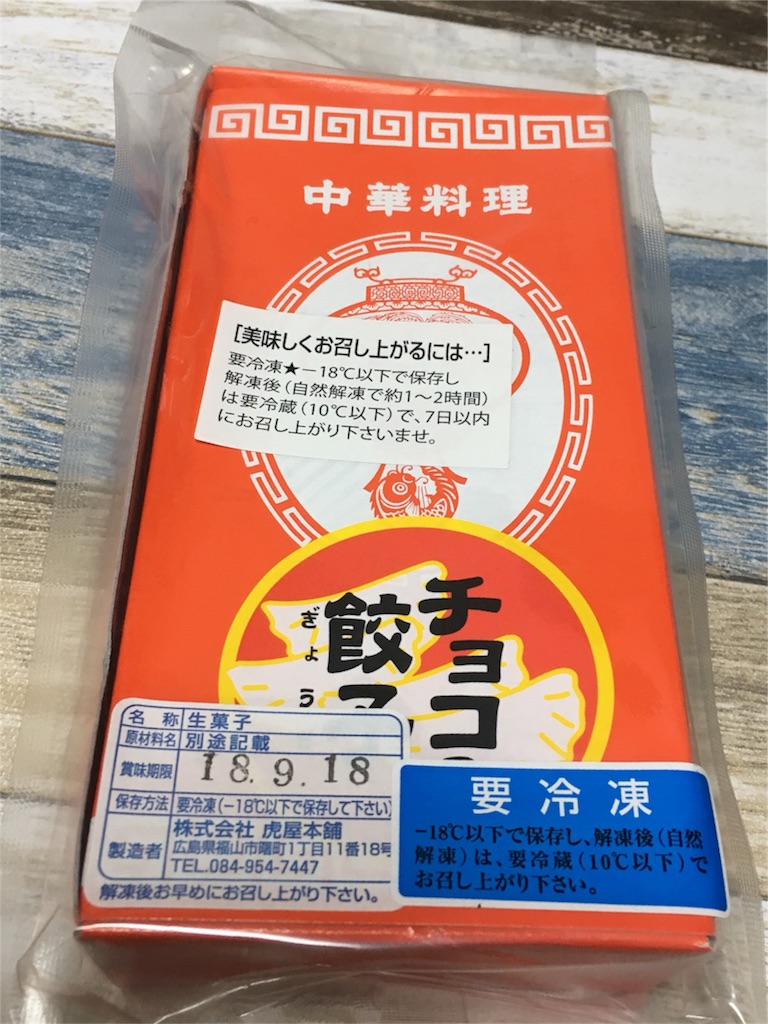 中華料理
[美味しくお召し上がるには…]
要冷凍★－18℃以下で保存し
解凍後（自然解凍で約1～2時間）
は要冷蔵（10℃以下）で、7日以内
にお召し上がり下さいませ。
チョコの
餃子
ぎょう
名称 生菓子
原材料名 別途記載
賞味期限 18.9.18
保存方法 要冷凍（－18℃以下で保存して下さい）
製造者 株式会社 虎屋本舗
広島県福山市曙町1丁目11番18号
TEL.084-954-7447
解凍後お早めにお召し上がり下さい。
要冷凍
－18℃以下で保存し、解凍後（自然
解凍）は、要冷蔵（10℃以下）で
お召し上がり下さい。